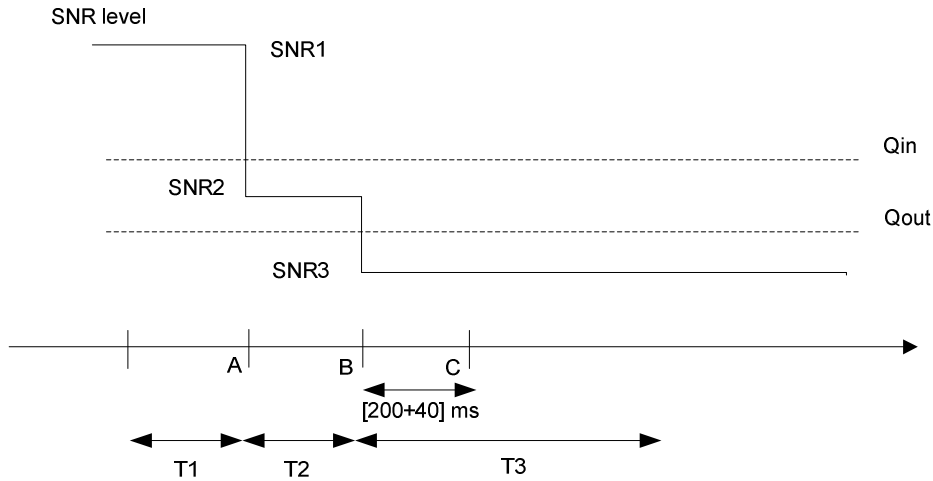 SNR level
SNR1
Qin
SNR2
Qout
SNR3
A
B
C
[200+40] ms
T1
T2
T3